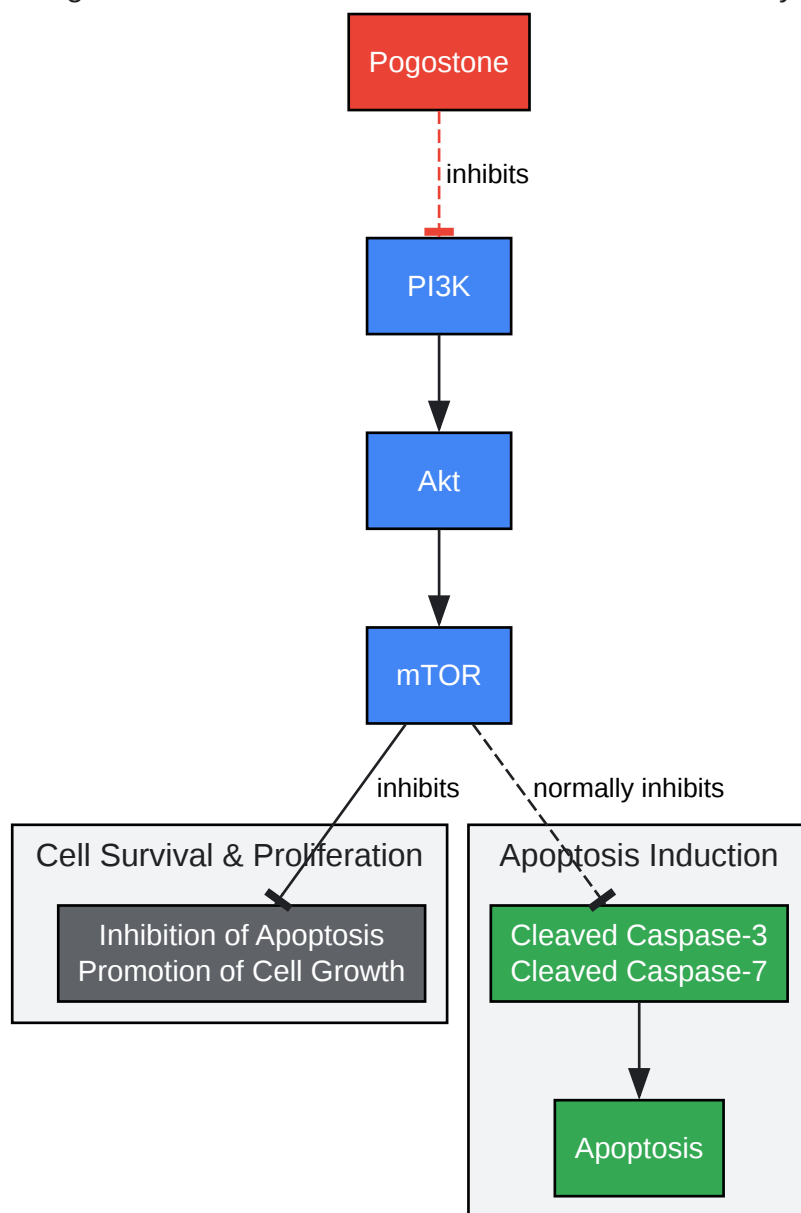 Pogostone
inhibits
PI3K
Akt
mTOR
inhibits
normally inhibits
Cell Survival & Proliferation
Apoptosis Induction
Inhibition of Apoptosis
Promotion of Cell Growth
Cleaved Caspase-3
Cleaved Caspase-7
Apoptosis